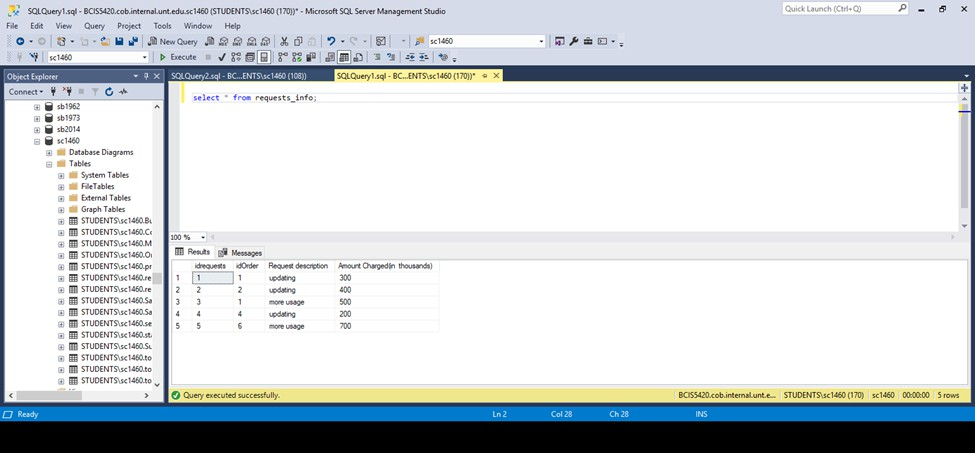 SQLQuery1.sql - BCIS5420.cob.internal.unt.edu.sc1460 (STUDENTS\sc1460 (170))* - Microsoft SQL Server Management Studio
Quick Launch (Ctrl+Q)
File Edit View Query Project Tools Window Help
New Query
sc1460
sc1460
Execute
Object Explorer
SQLQuery2.sql - BC...ENTS\sc1460 (108))
SQLQuery1.sql - BC...ENTS\sc1460 (170))*
Connect
sb1962
sb1973
sb2014
sc1460
Database Diagrams
Tables
System Tables
FileTables
External Tables
Graph Tables
STUDENTS\sc1460.Bu
STUDENTS\sc1460.Cc
STUDENTS\sc1460.M
STUDENTS\sc1460.Or
STUDENTS\sc1460.pr
STUDENTS\sc1460.re
STUDENTS\sc1460.re
STUDENTS\sc1460.Sa
STUDENTS\sc1460.Sa
STUDENTS\sc1460.se
STUDENTS\sc1460.st
STUDENTS\sc1460.Su
STUDENTS\sc1460.to
STUDENTS\sc1460.to
STUDENTS\sc1460.to
select * from requests_info;
100 %
Results Messages
idrequests idOrder Request description Amount Charged(in thousands)
1 1 1 updating 300
2 2 2 updating 400
3 3 1 more usage 500
4 4 4 updating 200
5 5 6 more usage 700
Query executed successfully.
BCIS5420.cob.internal.unt.e... STUDENTS\sc1460 (170) sc1460 00:00:00 5 rows
Ready Ln 2 Col 28 Ch 28 INS